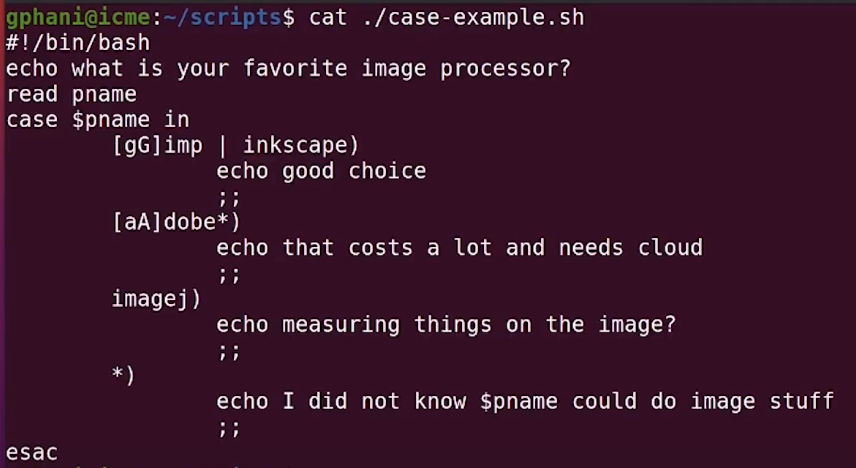 gphani@icme:~/scripts$ cat ./case-example.sh
#!/bin/bash
echo what is your favorite image processor?
read pname
case $pname in
        [gG]imp | inkscape)
                echo good choice
                ;;
        [aA]dobe*)
                echo that costs a lot and needs cloud
                ;;
        imagej)
                echo measuring things on the image?
                ;;
        *)
                echo I did not know $pname could do image stuff
                ;;
esac